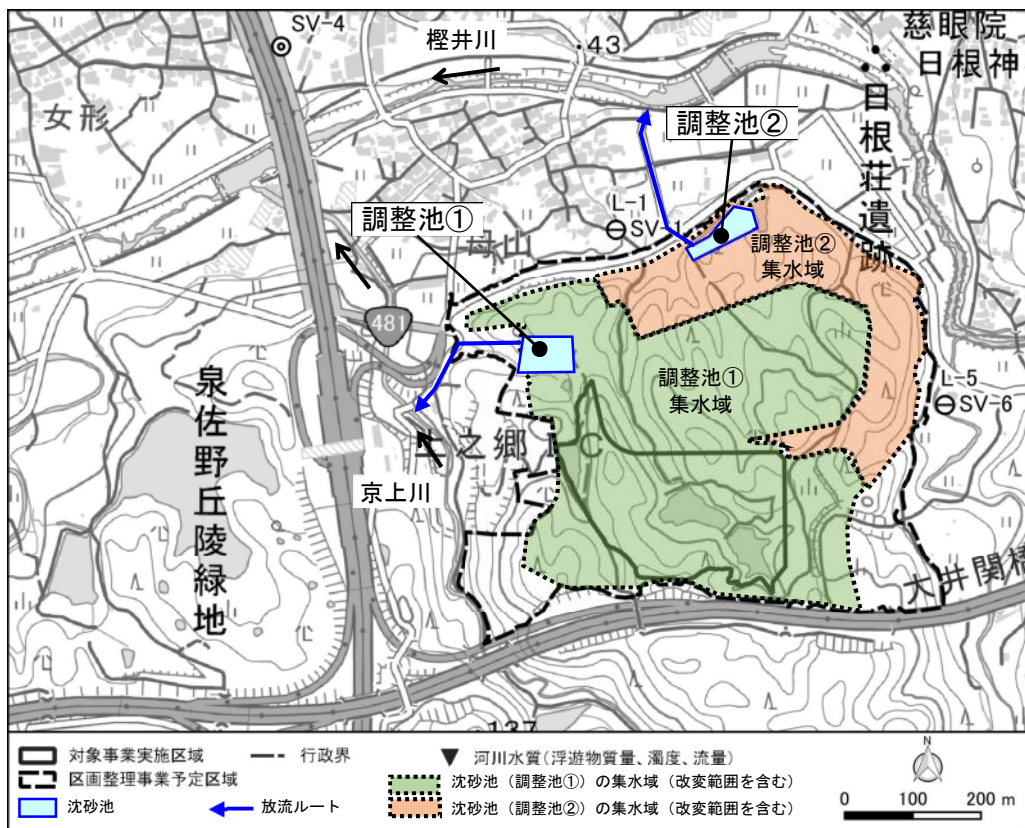 SV-4
樫井川
43
慈眼院
日根神
女形
調整池②
日根荘遺跡
L-1
SV-1
調整池①
母山
調整池②
集水域
481
調整池①
集水域
L-5
SV-6
泉佐野丘陵緑地
上之郷
C
京上川
大井関橋
137
対象事業実施区域
行政界
河川水質(浮遊物質量、濁度、流量)
区画整理事業予定区域
沈砂池(調整池①)の集水域(改変範囲を含む)
沈砂池
放流ルート
沈砂池(調整池②)の集水域(改変範囲を含む)
N
0 100 200 m